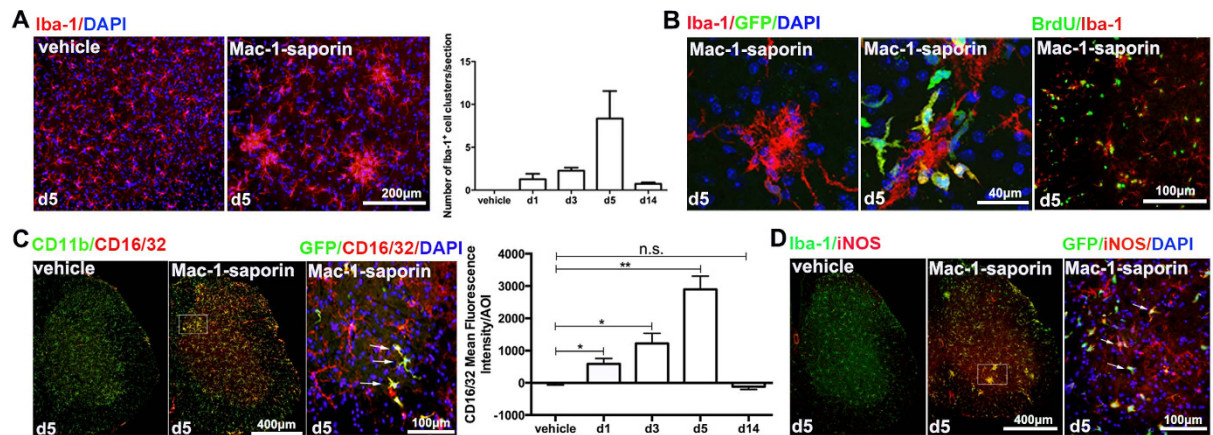 A
Iba-1/DAPI
vehicle
d5
Mac-1-saporin
200µm
d5
Number of Iba-1+ cell clusters/section
15
10
5
0
vehicle d1 d3 d5 d14
B
Iba-1/GFP/DAPI
Mac-1-saporin
d5
Mac-1-saporin
40µm
d5
BrdU/Iba-1
Mac-1-saporin
100µm
d5
C
CD11b/CD16/32
vehicle
d5
Mac-1-saporin
400µm
d5
GFP/CD16/32/DAPI
Mac-1-saporin
100µm
d5
CD16/32 Mean Fluorescence
Intensity/AOI
4000
3000
2000
1000
0
-1000
n.s.
**
*
*
vehicle d1 d3 d5 d14
D
Iba-1/iNOS
vehicle
d5
Mac-1-saporin
400µm
d5
GFP/iNOS/DAPI
Mac-1-saporin
100µm
d5